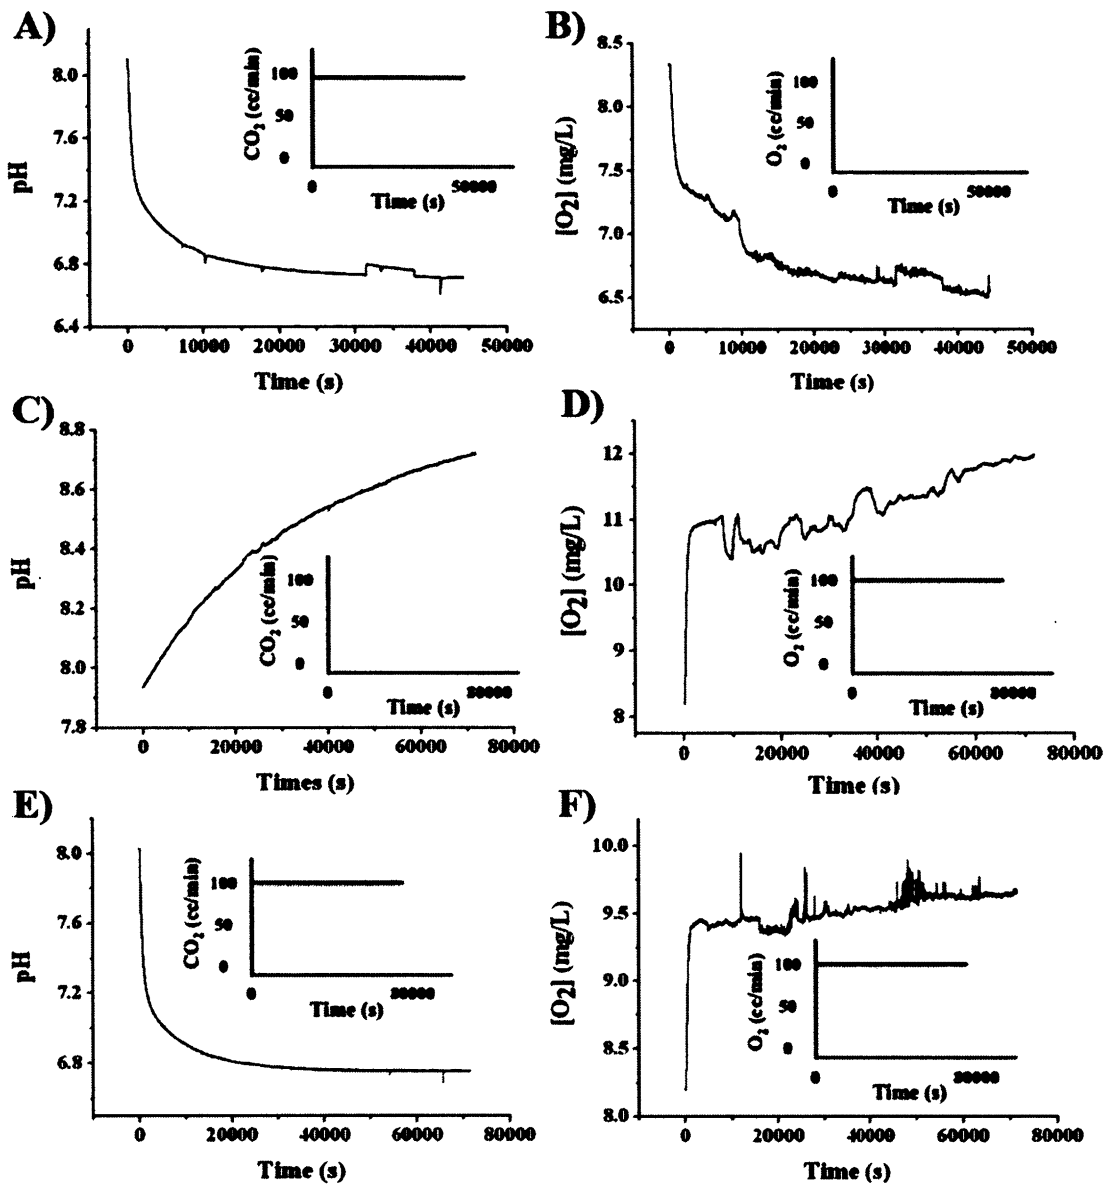 A)
pH
8.0
7.6
7.2
6.8
6.4
0 10000 20000 30000 40000 50000
Time (s)
CO2 (cc/min)
100
50
0
0 50000
Time (s)
B)
[O2] (mg/L)
8.5
8.0
7.5
7.0
6.5
0 10000 20000 30000 40000 50000
Time (s)
O2 (cc/min)
100
50
0
0 50000
Time (s)
C)
pH
8.8
8.6
8.4
8.2
8.0
7.8
0 20000 40000 60000 80000
Times (s)
CO2 (cc/min)
100
50
0
0 80000
Time (s)
D)
[O2] (mg/L)
12
11
10
9
8
0 20000 40000 60000 80000
Time (s)
O2 (cc/min)
100
50
0
0 80000
Time (s)
E)
pH
8.0
7.6
7.2
6.8
0 20000 40000 60000 80000
Time (s)
CO2 (cc/min)
100
50
0
0 80000
Time (s)
F)
[O2] (mg/L)
10.0
9.5
9.0
8.5
8.0
0 20000 40000 60000 80000
Time (s)
O2 (cc/min)
100
50
0
0 80000
Time (s)